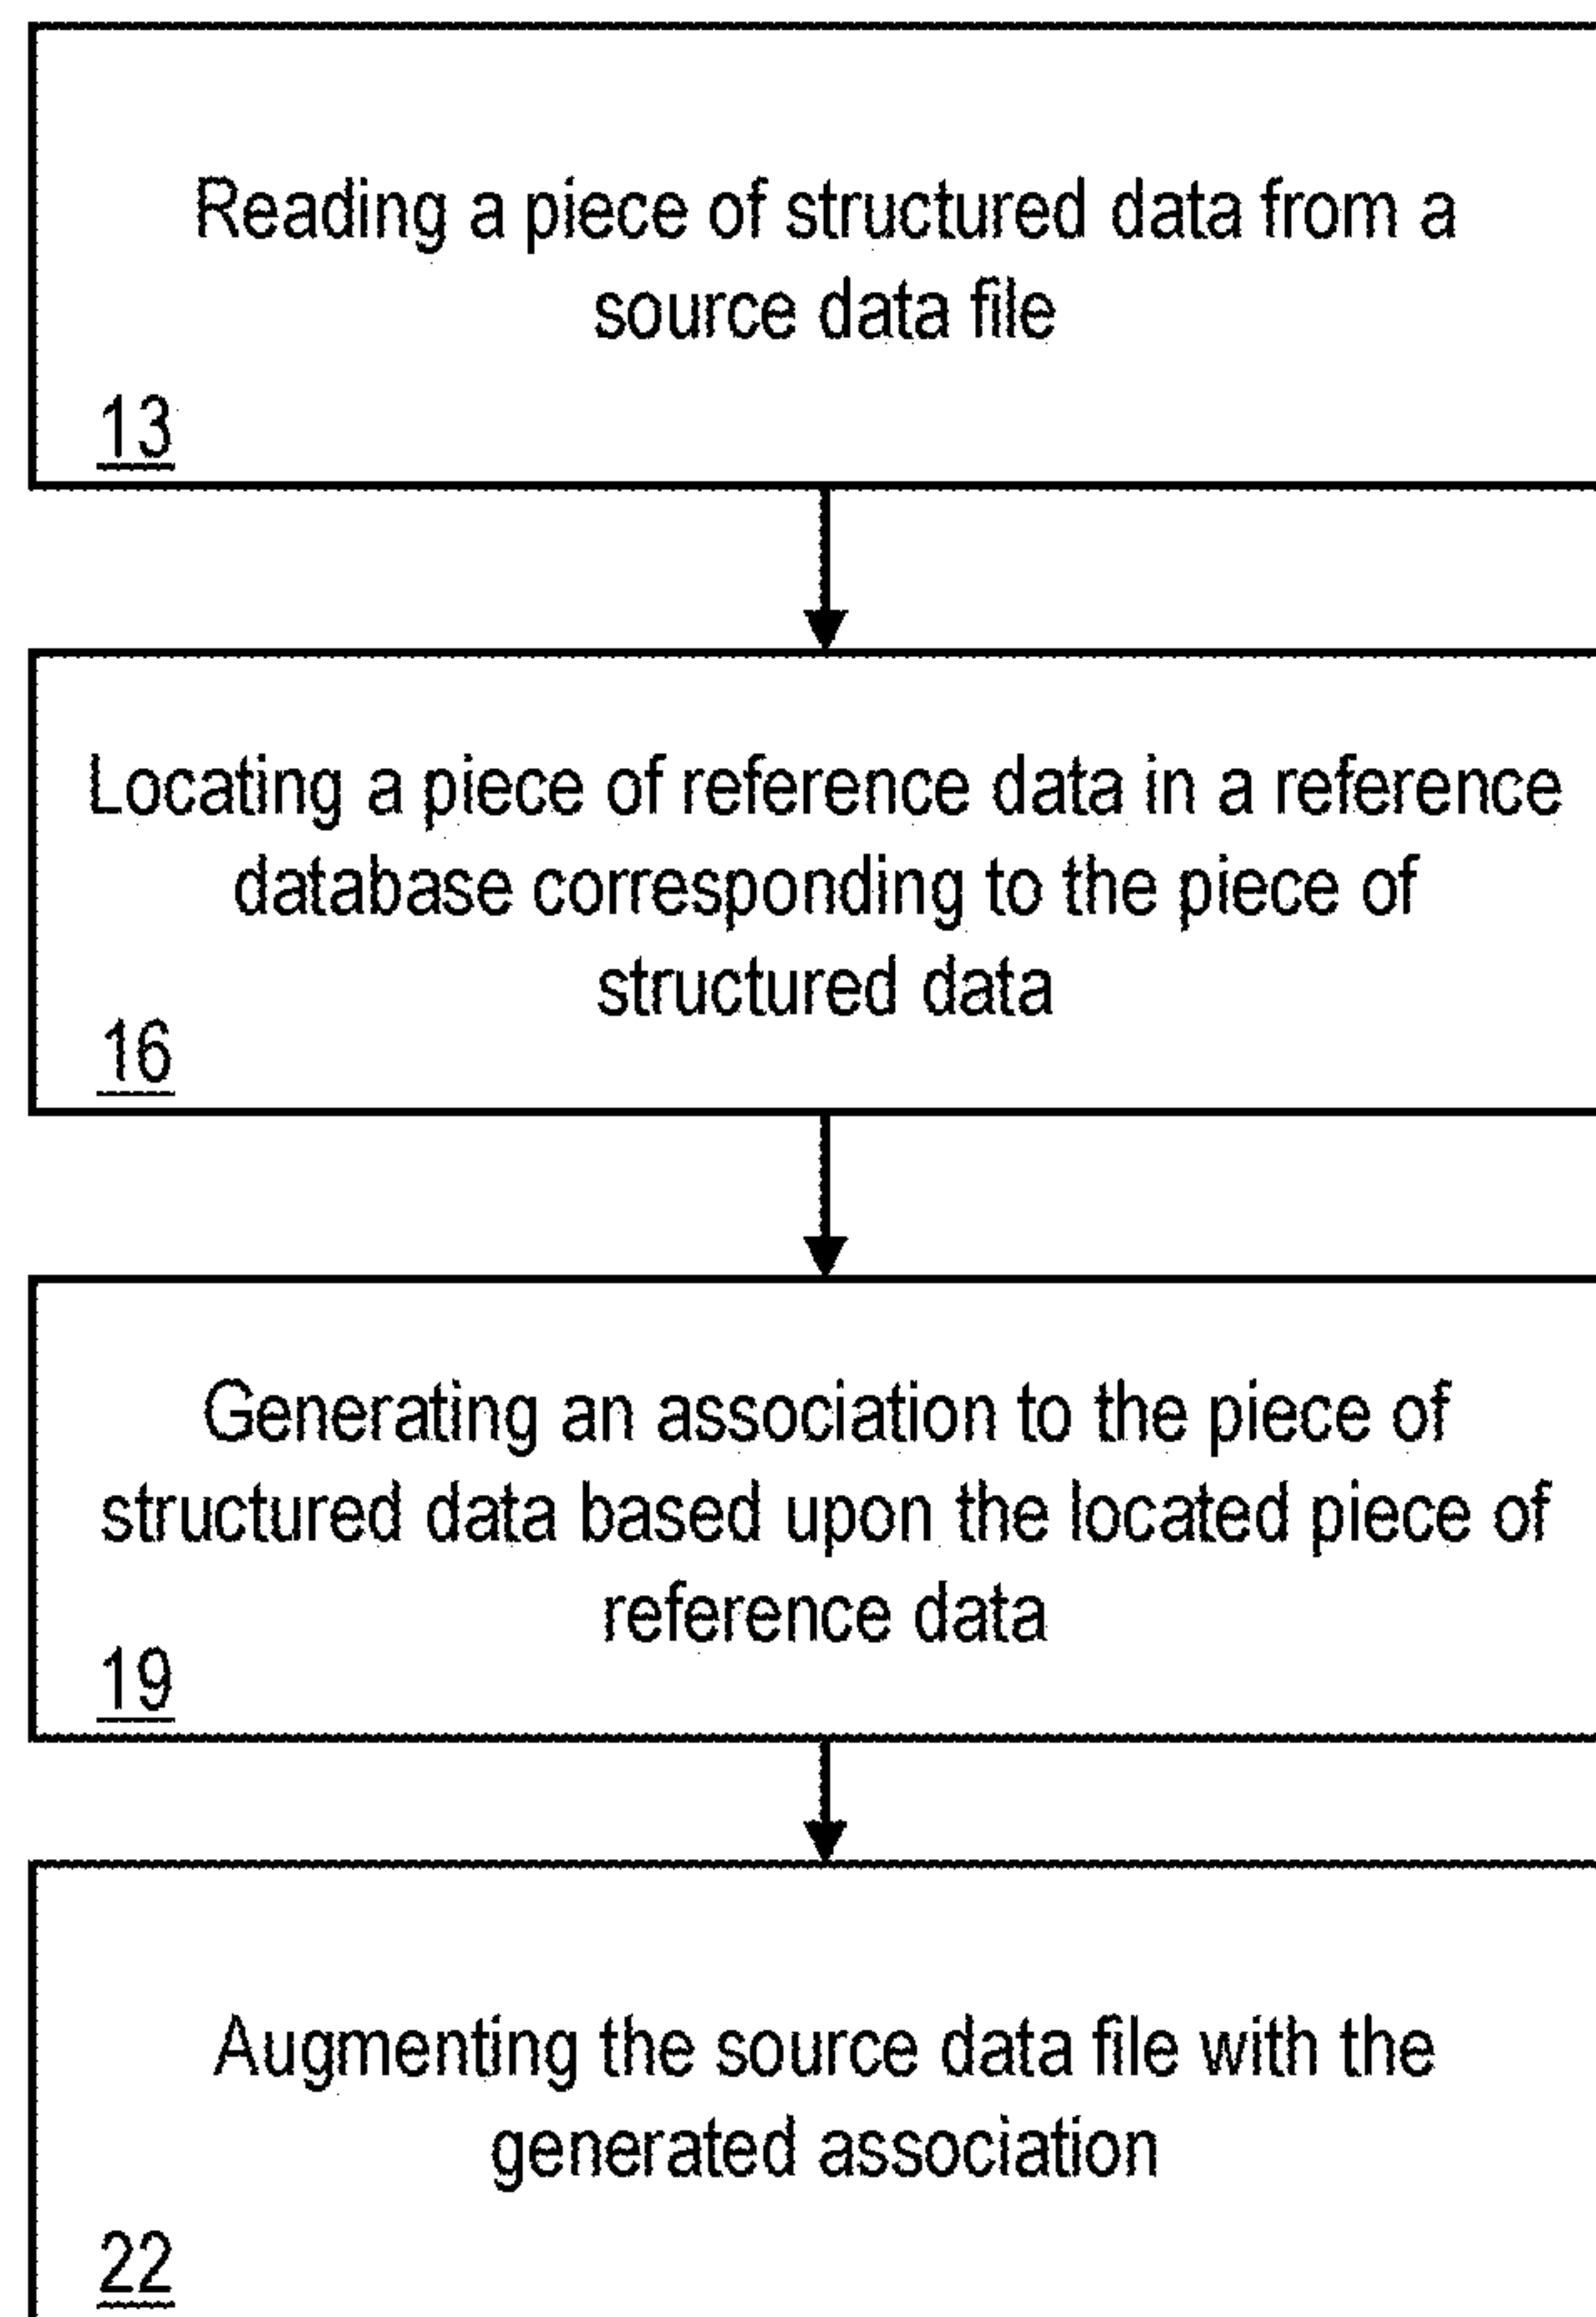 Reading a piece of structured data from a
source data file
13
Locating a piece of reference data in a reference
database corresponding to the piece of
structured data
16
Generating an association to the piece of
structured data based upon the located piece of
reference data
19
Augmenting the source data file with the
generated association
22